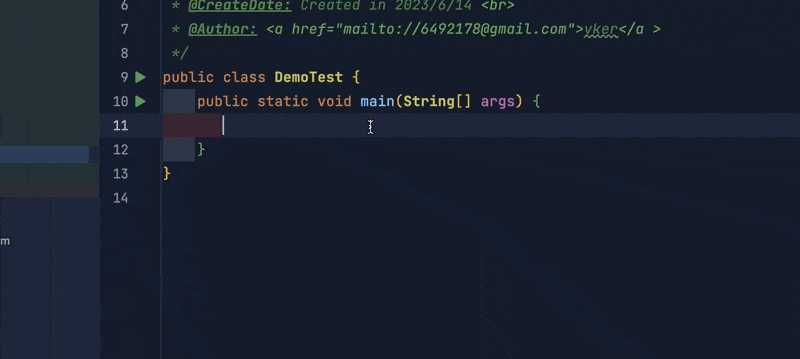 6 * @CreateDate: Created in 2023/6/14 <br>
7 * @Author: <a href="mailto://6492178@gmail.com">yker</a >
8 */
9 public class DemoTest {
10 public static void main(String[] args) {
11
12 }
13 }
14
m